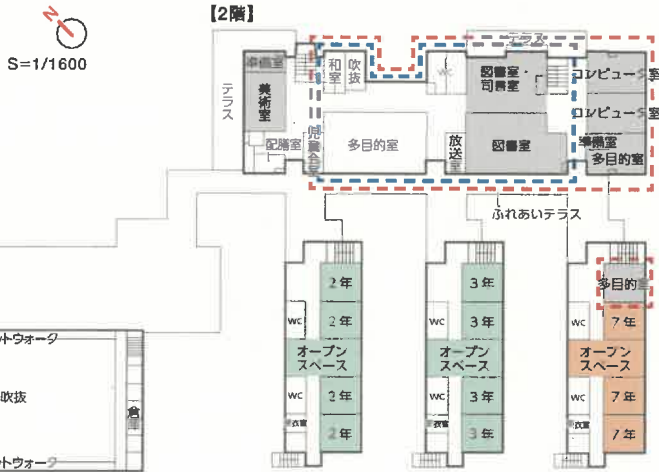 【2階】
N
S=1/1600
テラス
テラス
準備室
美術室
配膳室
児童会室
和室
吹抜
WC
図書室
司書室
コンピュータ室
コンピュータ室
多目的室
放送室
図書室
準備室
多目的室
ふれあいテラス
2年
2年
WC
オープン
スペース
WC
2年
更衣室
2年
3年
3年
WC
オープン
スペース
WC
3年
更衣室
3年
多目的室
7年
WC
オープン
スペース
WC
7年
更衣室
7年
トウォーク
吹抜
倉庫
トウォーク